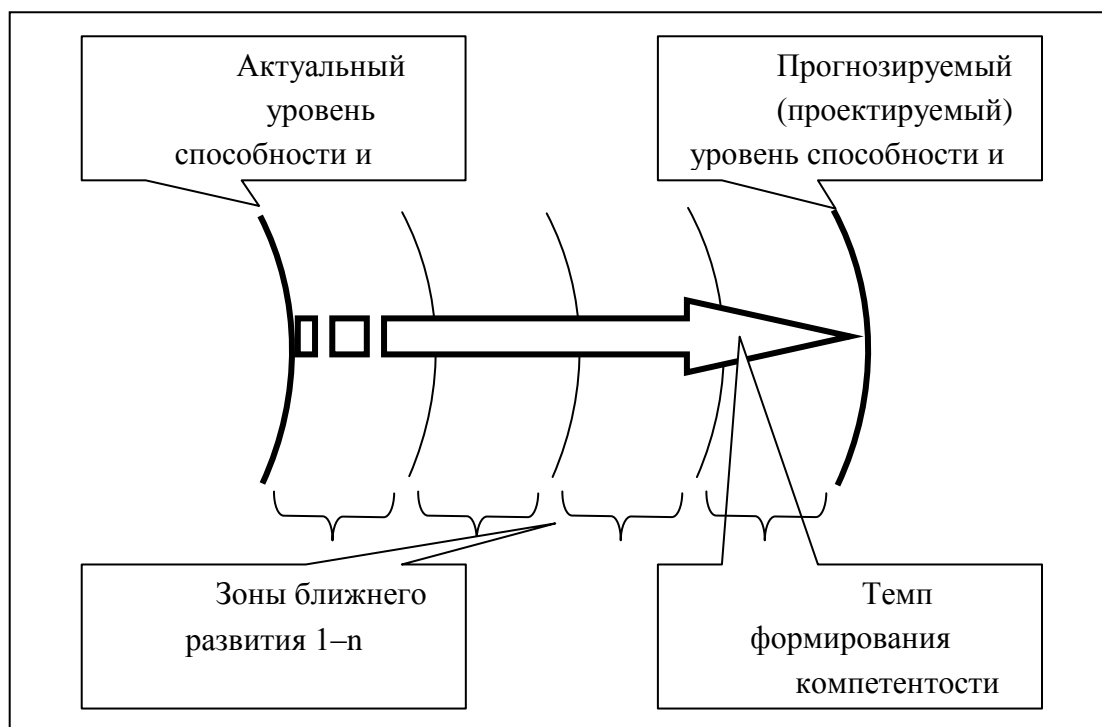 Актуальный
уровень
способности и
Прогнозируемый
(проектируемый)
уровень способности и
Зоны ближнего
развития 1–n
Темп
формирования
компетентости